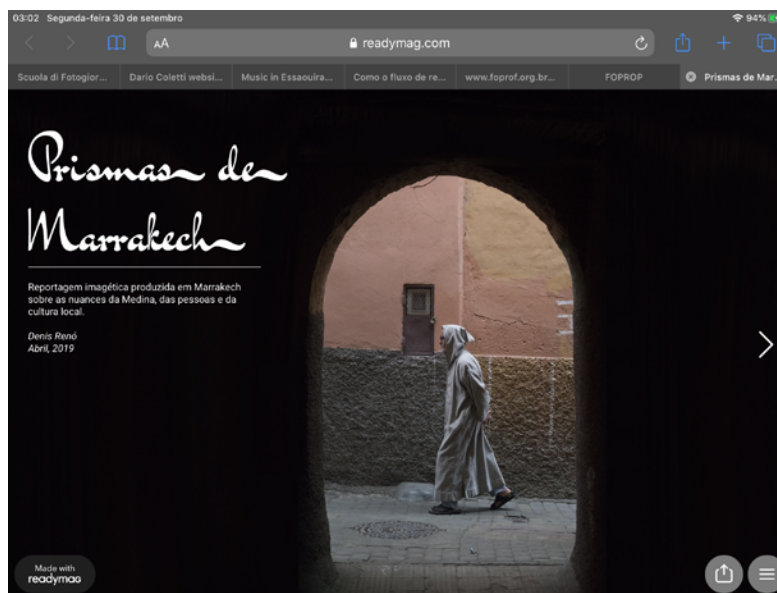 03:02 Segunda-feira 30 de setembro
94%
AA
readymag.com
Scuola di Fotogior...
Dario Coletti websi...
Music in Essaouira...
Como o fluxo de re...
www.foprof.org.br...
FOPROP
Prismas de Mar...
Prismas de
Marrakech
Reportagem imagética produzida em Marrakech
sobre as nuances da Medina, das pessoas e da
cultura local.
Denis Renó
Abril, 2019
Made with
readymag